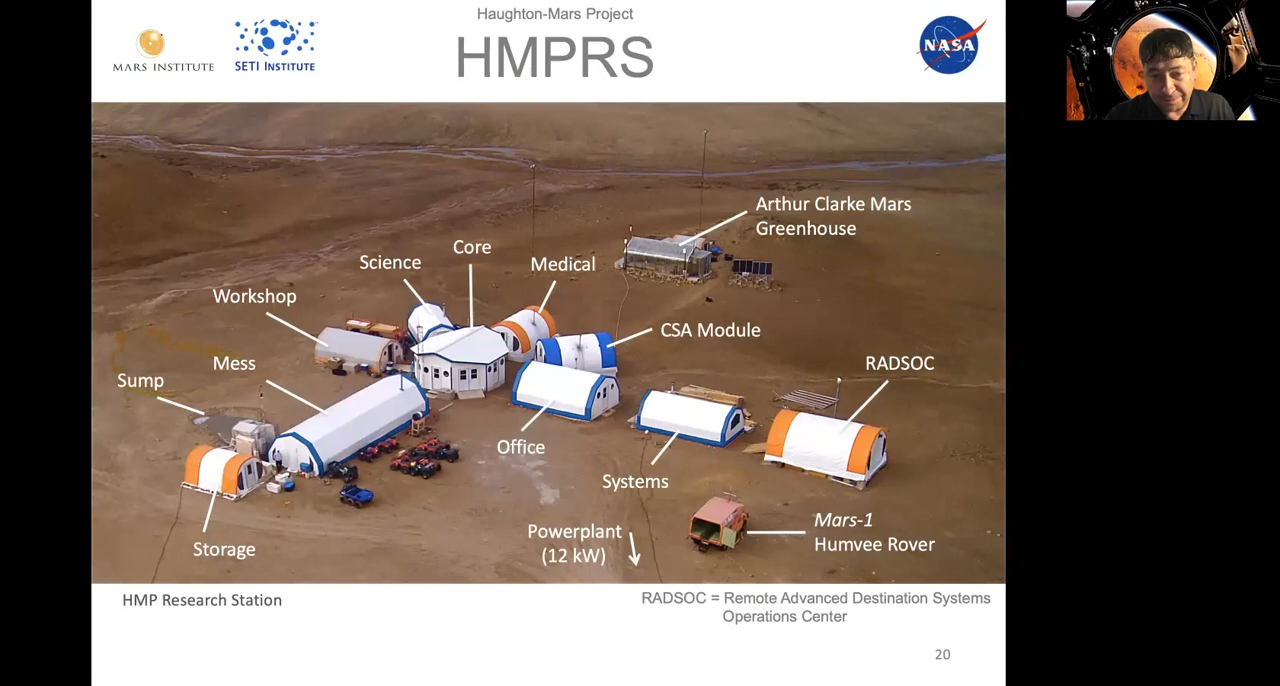 Haughton-Mars Project
HMPRS
MARS INSTITUTE
SETI INSTITUTE
NASA
Arthur Clarke Mars
Greenhouse
Core
Science
Medical
Workshop
CSA Module
Mess
RADSOC
Sump
Office
Systems
Mars-1
Humvee Rover
Powerplant
(12 kW)
Storage
HMP Research Station
RADSOC = Remote Advanced Destination Systems
Operations Center
20